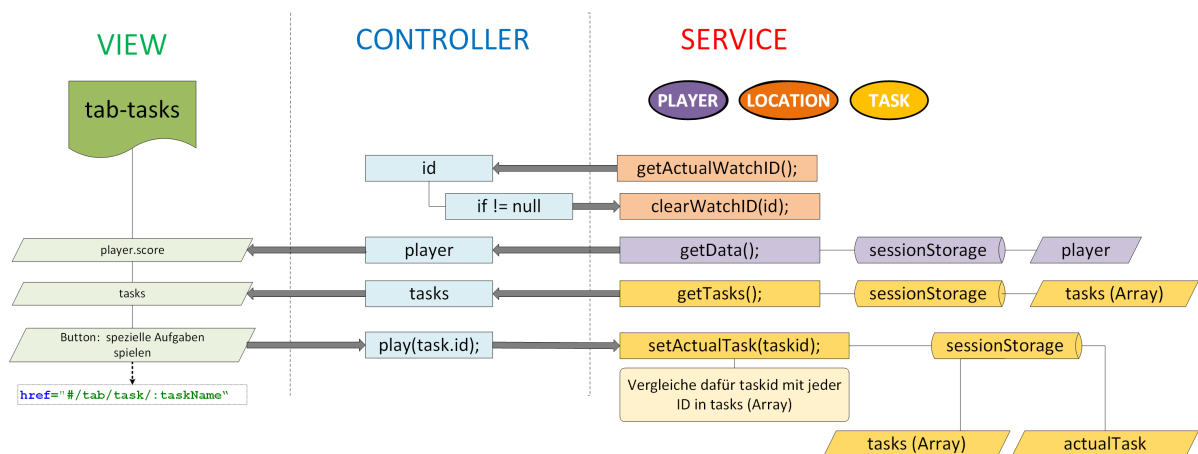 VIEW
CONTROLLER
SERVICE
PLAYER
LOCATION
TASK
tab-tasks
id
getActualWatchID();
if != null
clearWatchID(id);
player.score
player
getData();
sessionStorage
player
tasks
tasks
getTasks();
sessionStorage
tasks (Array)
Button: spezielle Aufgaben
spielen
play(task.id);
setActualTask(taskid);
sessionStorage
href="#/tab/task/:taskName“
Vergleiche dafür taskid mit jeder
ID in tasks (Array)
tasks (Array)
actualTask